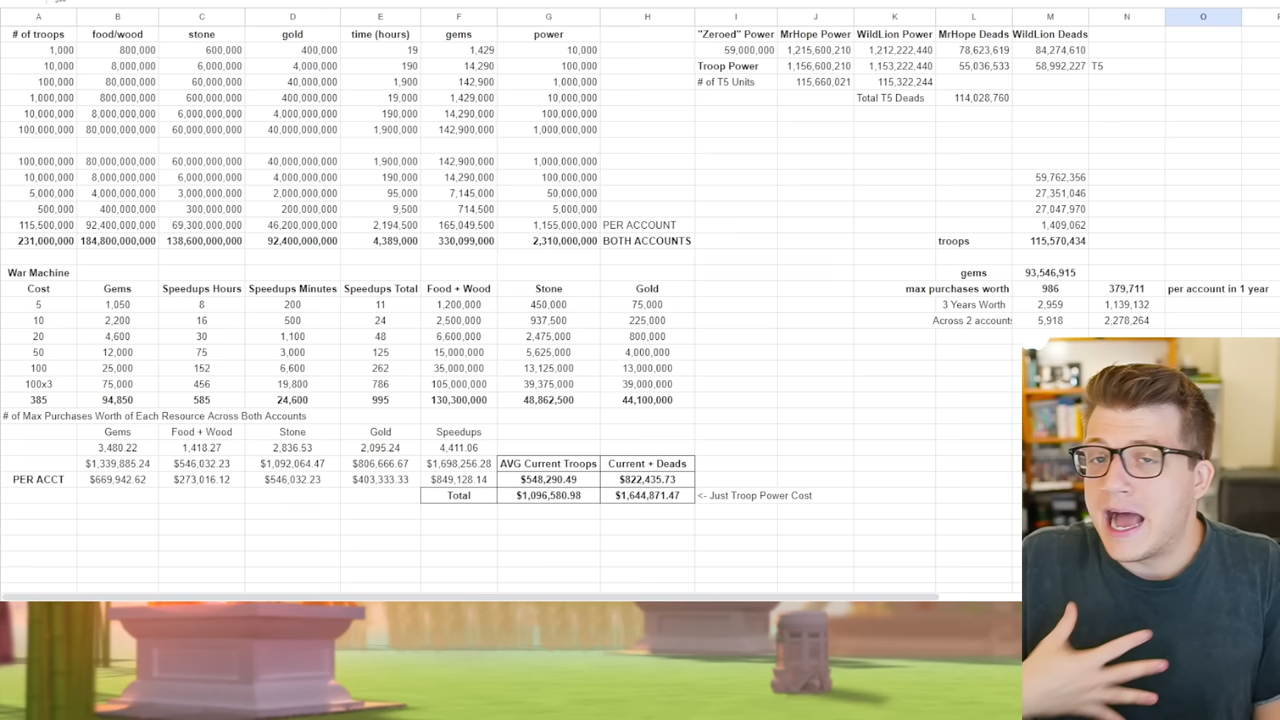 A B C D E F G H I J K L M N O
# of troops food/wood stone gold time (hours) gems power "Zeroed" Power MrHope Power WildLion Power MrHope Deads WildLion Deads
1,000 800,000 600,000 400,000 19 1,429 10,000 59,000,000 1,215,600,210 1,212,222,440 78,623,619 84,274,610
10,000 8,000,000 6,000,000 4,000,000 190 14,290 100,000 Troop Power 1,156,600,210 1,153,222,440 55,036,533 58,992,227 T5
100,000 80,000,000 60,000,000 40,000,000 1,900 142,900 1,000,000 # of T5 Units 115,660,021 115,322,244
1,000,000 800,000,000 600,000,000 400,000,000 19,000 1,429,000 10,000,000 Total T5 Deads 114,028,760
10,000,000 8,000,000,000 6,000,000,000 4,000,000,000 190,000 14,290,000 100,000,000
100,000,000 80,000,000,000 60,000,000,000 40,000,000,000 1,900,000 142,900,000 1,000,000,000
100,000,000 80,000,000,000 60,000,000,000 40,000,000,000 1,900,000 142,900,000 1,000,000,000
10,000,000 8,000,000,000 6,000,000,000 4,000,000,000 190,000 14,290,000 100,000,000 59,762,356
5,000,000 4,000,000,000 3,000,000,000 2,000,000,000 95,000 7,145,000 50,000,000 27,351,046
500,000 400,000,000 300,000,000 200,000,000 9,500 714,500 5,000,000 27,047,970
115,500,000 92,400,000,000 69,300,000,000 46,200,000,000 2,194,500 165,049,500 1,155,000,000 PER ACCOUNT 1,409,062
231,000,000 184,800,000,000 138,600,000,000 92,400,000,000 4,389,000 330,099,000 2,310,000,000 BOTH ACCOUNTS troops 115,570,434
War Machine gems 93,546,915
Cost Gems Speedups Hours Speedups Minutes Speedups Total Food + Wood Stone Gold max purchases worth 986 379,711 per account in 1 year
5 1,050 8 200 11 1,200,000 450,000 75,000 3 Years Worth 2,959 1,139,132
10 2,200 16 500 24 2,500,000 937,500 225,000 Across 2 accounts 5,918 2,278,264
20 4,600 30 1,100 48 6,600,000 2,475,000 800,000
50 12,000 75 3,000 125 15,000,000 5,625,000 4,000,000
100 25,000 152 6,600 262 35,000,000 13,125,000 13,000,000
100x3 75,000 456 19,800 786 105,000,000 39,375,000 39,000,000
385 94,850 585 24,600 995 130,300,000 48,862,500 44,100,000
# of Max Purchases Worth of Each Resource Across Both Accounts
Gems Food + Wood Stone Gold Speedups
3,480.22 1,418.27 2,836.53 2,095.24 4,411.06
$1,339,885.24 $546,032.23 $1,092,064.47 $806,666.67 $1,698,256.28 AVG Current Troops Current + Deads
PER ACCT $669,942.62 $273,016.12 $546,032.23 $403,333.33 $849,128.14 $548,290.49 $822,435.73
Total $1,096,580.98 $1,644,871.47 <- Just Troop Power Cost